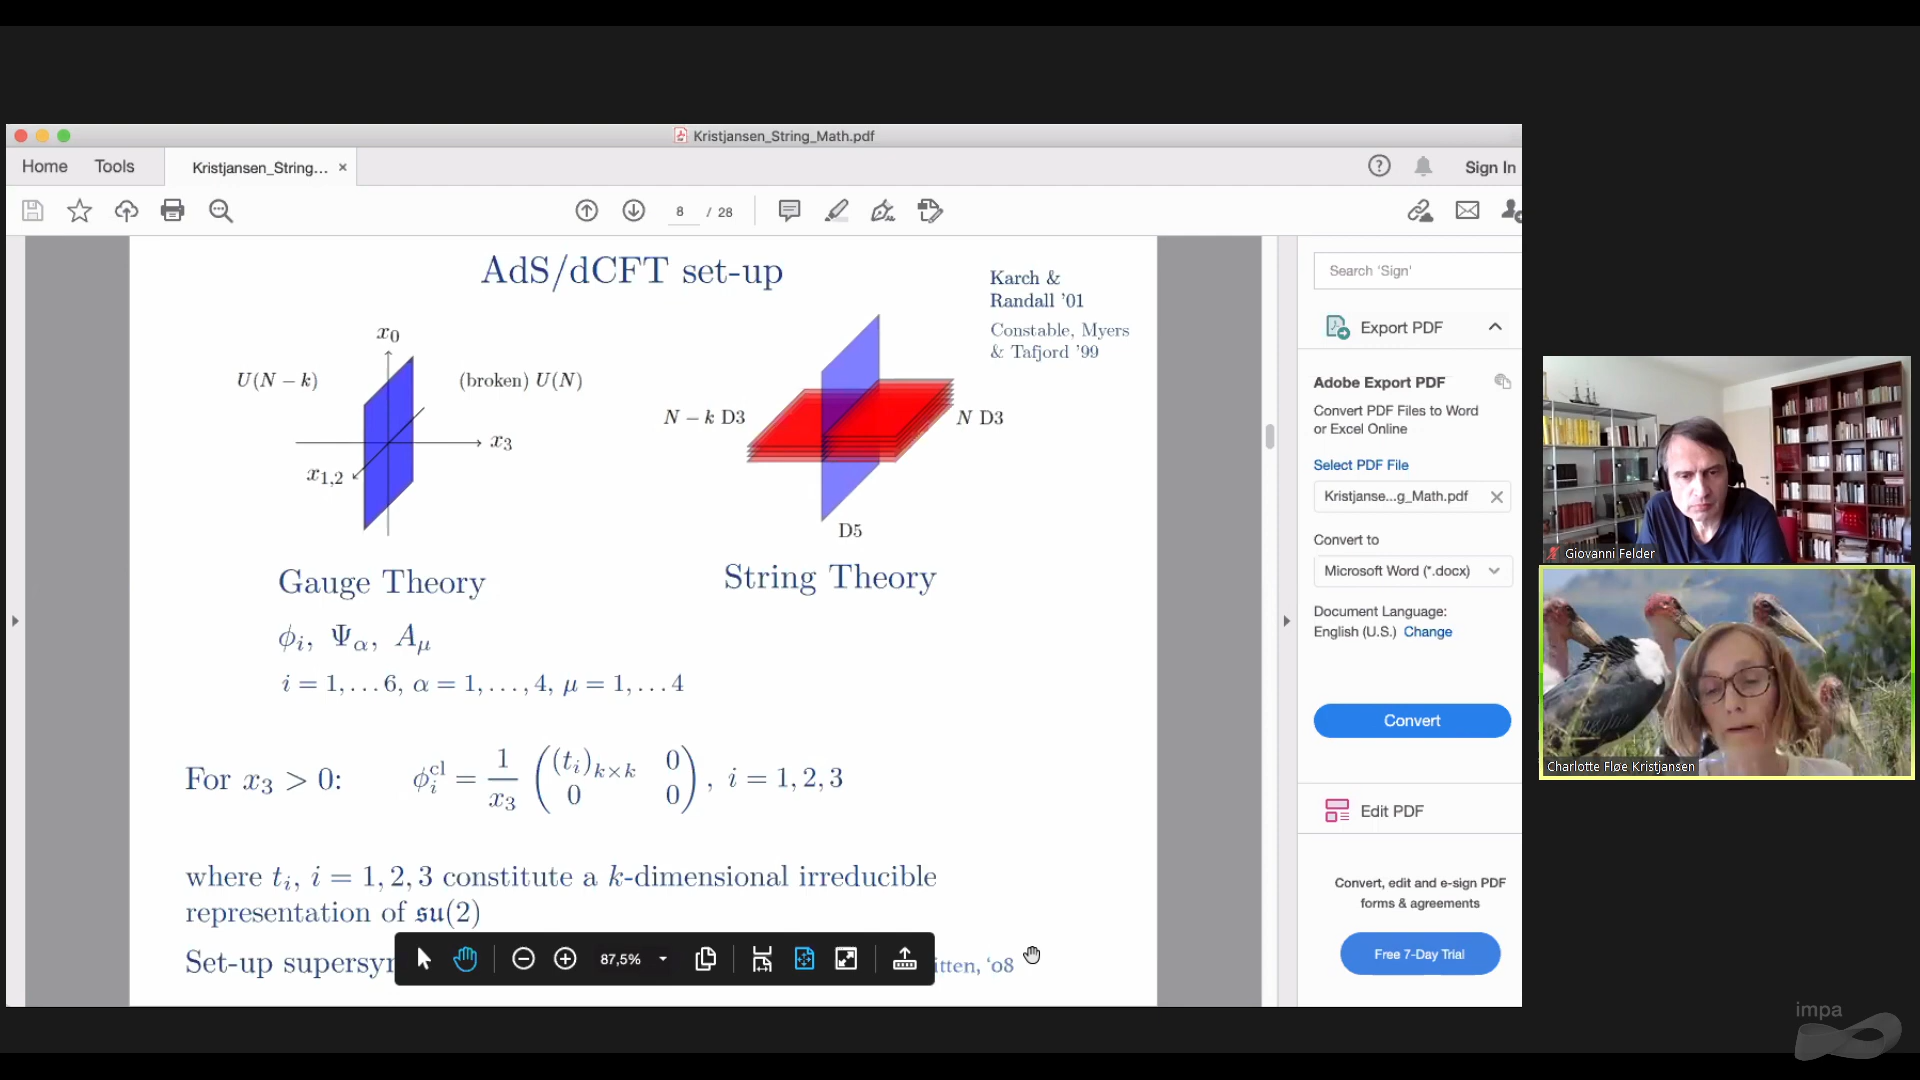 Kristjansen_String_Math.pdf
Home Tools Kristjansen_String... × Sign In
8 / 28
AdS/dCFT set-up
Karch &
Randall '01
Constable, Myers
& Tafjord '99
x₀
U(N − k) (broken) U(N)
x₃
x₁,₂
N − k D3 N D3
D5
Gauge Theory String Theory
ϕᵢ, Ψ_α, A_μ
i = 1, . . . 6, α = 1, . . . , 4, μ = 1, . . . 4
For x₃ > 0: ϕᵢ^cl = 1/x₃ ( (tᵢ)ₖ×ₖ 0 ; 0 0 ), i = 1, 2, 3
where tᵢ, i = 1, 2, 3 constitute a k-dimensional irreducible
representation of 𝔰𝔲(2)
Set-up supersy itten, '08
87,5%
Search 'Sign'
Export PDF
Adobe Export PDF
Convert PDF Files to Word
or Excel Online
Select PDF File
Kristjanse...g_Math.pdf
Convert to
Microsoft Word (*.docx)
Document Language:
English (U.S.) Change
Convert
Edit PDF
Convert, edit and e-sign PDF
forms & agreements
Free 7-Day Trial
Giovanni Felder
Charlotte Fløe Kristjansen
impa